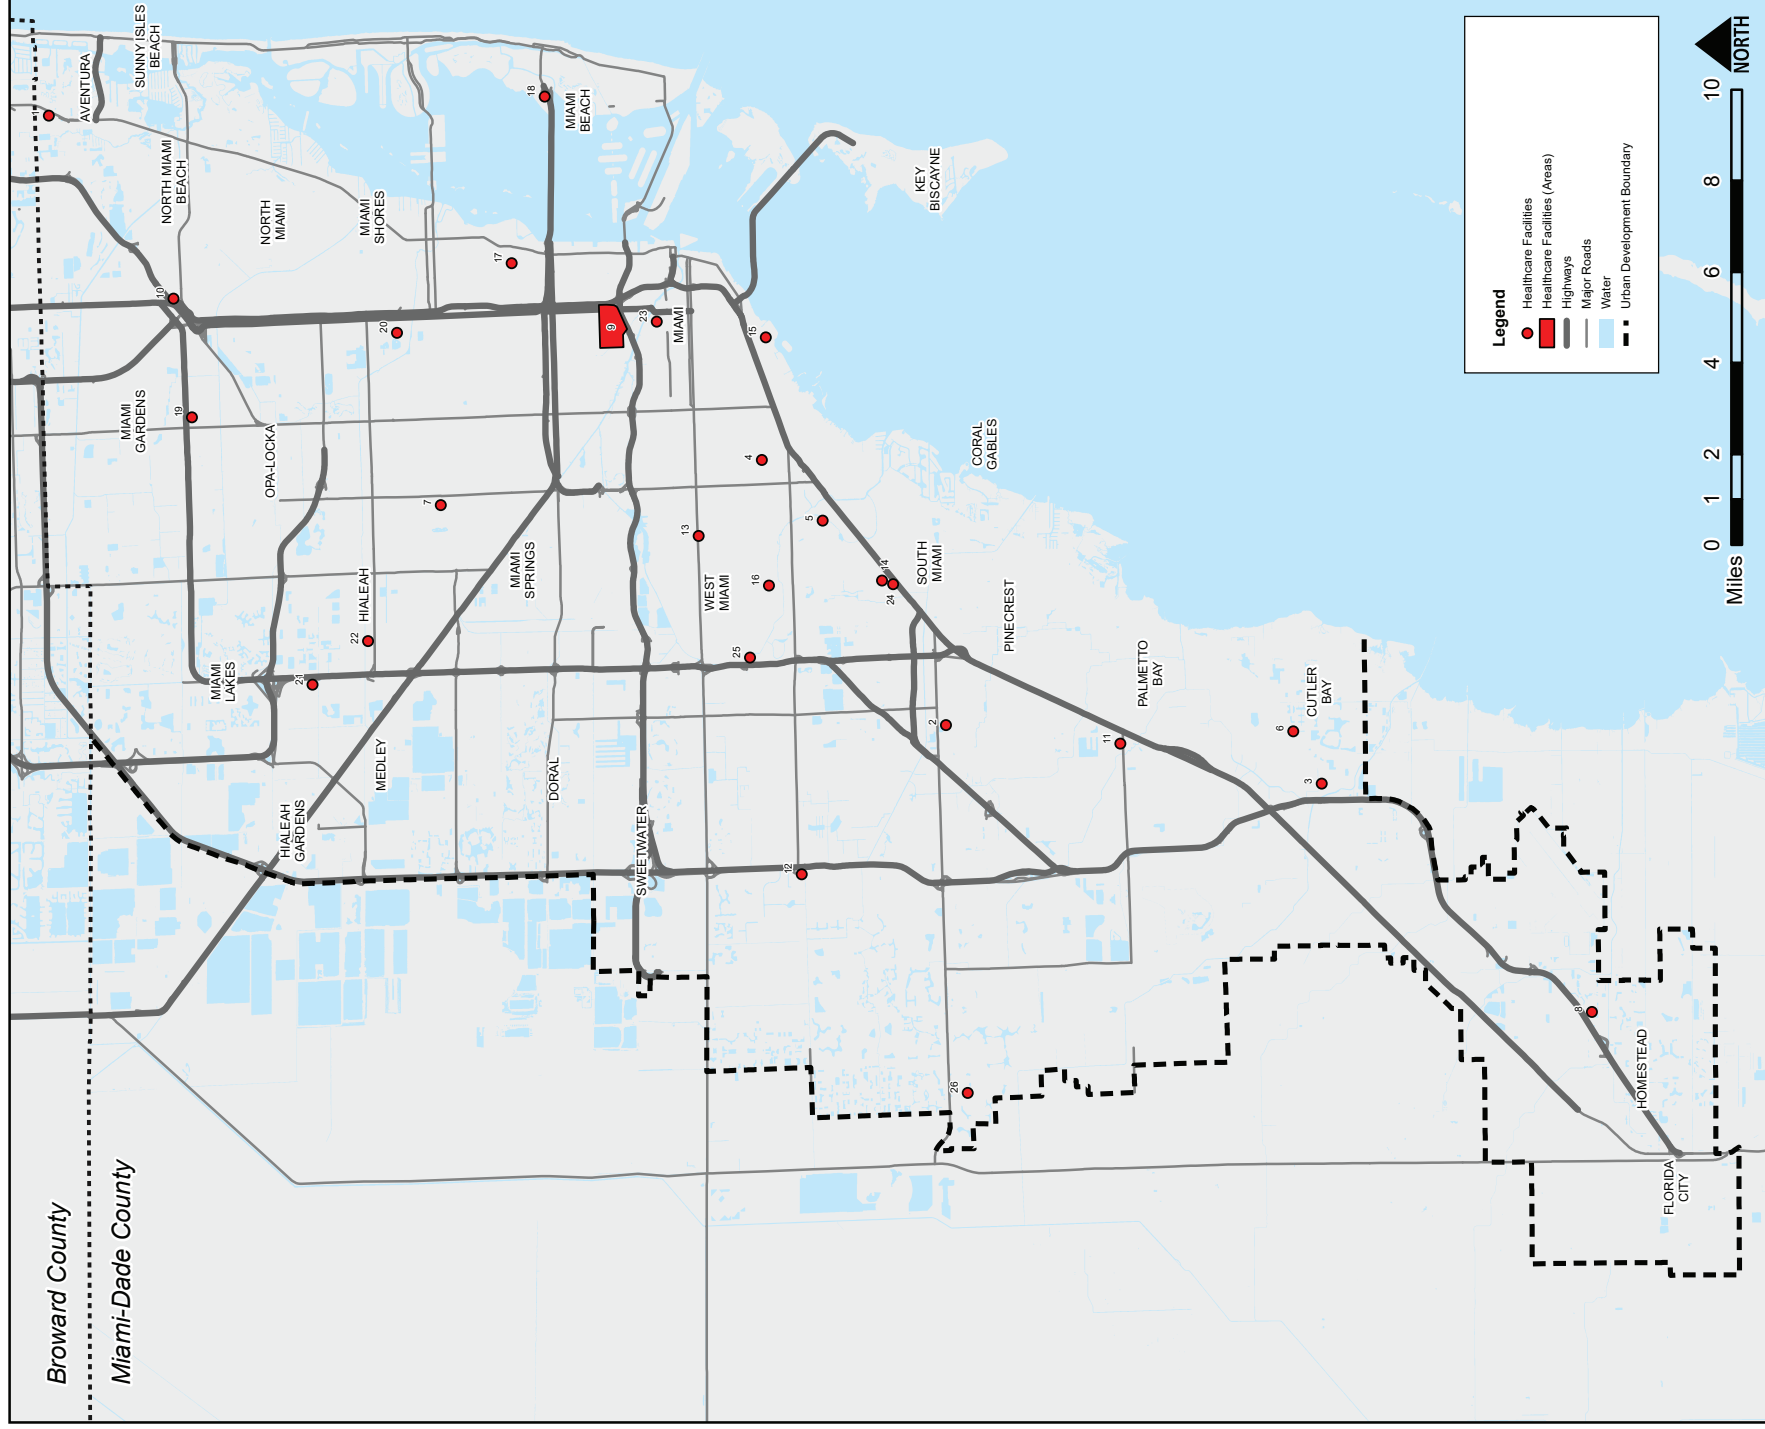 Broward County
Miami-Dade County
SUNNY ISLES
BEACH
AVENTURA
1
NORTH MIAMI
BEACH
10
NORTH
MIAMI
MIAMI
SHORES
18
MIAMI
BEACH
17
20
9
23
MIAMI
15
KEY
BISCAYNE
MIAMI
GARDENS
19
OPA-LOCKA
7
4
CORAL
GABLES
5
13
MIAMI
SPRINGS
HIALEAH
22
16
WEST
MIAMI
14
24
SOUTH
MIAMI
PINECREST
MIAMI
LAKES
21
25
2
PALMETTO
BAY
11
6
CUTLER
BAY
3
MEDLEY
DORAL
HIALEAH
GARDENS
SWEETWATER
12
26
8
HOMESTEAD
FLORIDA
CITY
Legend
Healthcare Facilities
Healthcare Facilities (Areas)
Highways
Major Roads
Water
Urban Development Boundary
NORTH
0 1 2 4 6 8 10
Miles